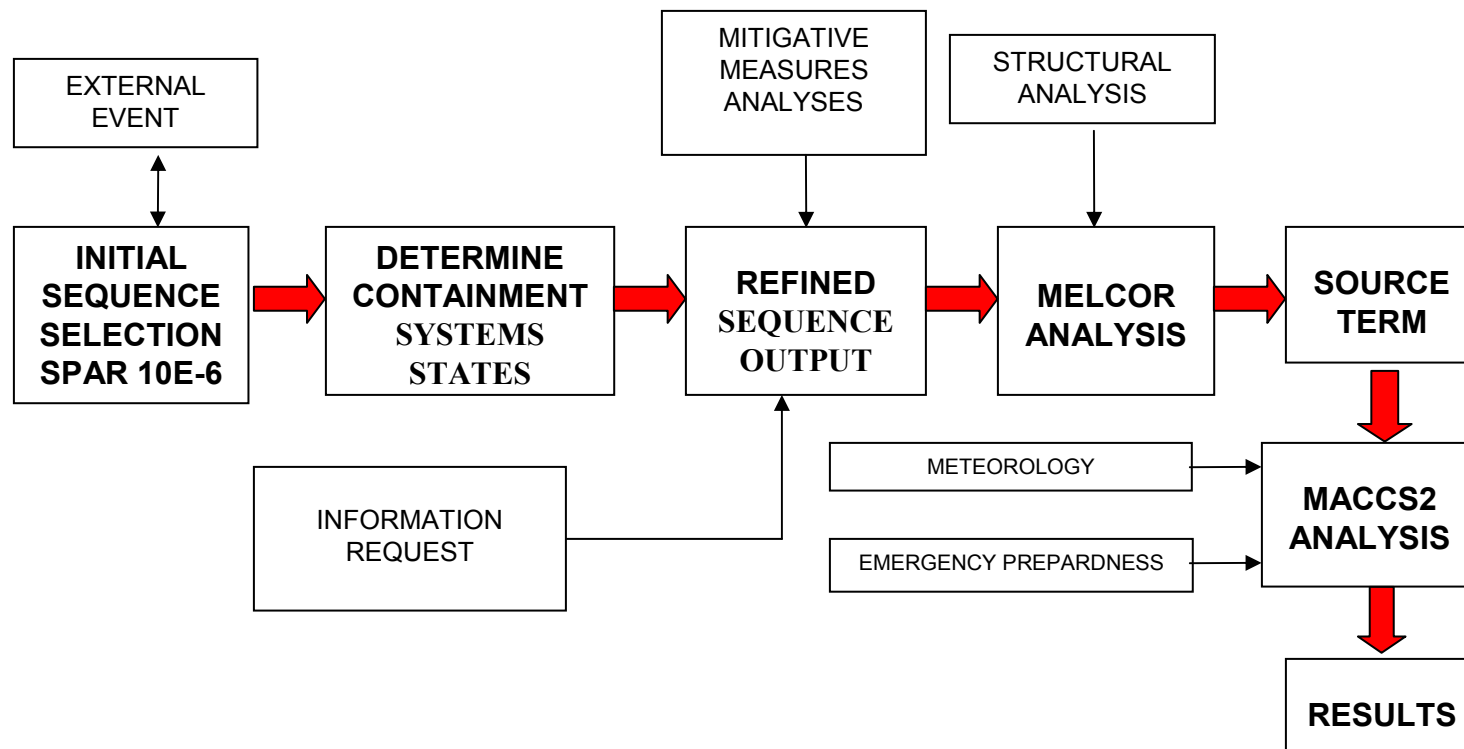 EXTERNAL
EVENT
MITIGATIVE
MEASURES
ANALYSES
STRUCTURAL
ANALYSIS
INITIAL
SEQUENCE
SELECTION
SPAR 10E-6
DETERMINE
CONTAINMENT
SYSTEMS
STATES
REFINED
SEQUENCE
OUTPUT
MELCOR
ANALYSIS
SOURCE
TERM
INFORMATION
REQUEST
METEOROLOGY
EMERGENCY PREPARDNESS
MACCS2
ANALYSIS
RESULTS